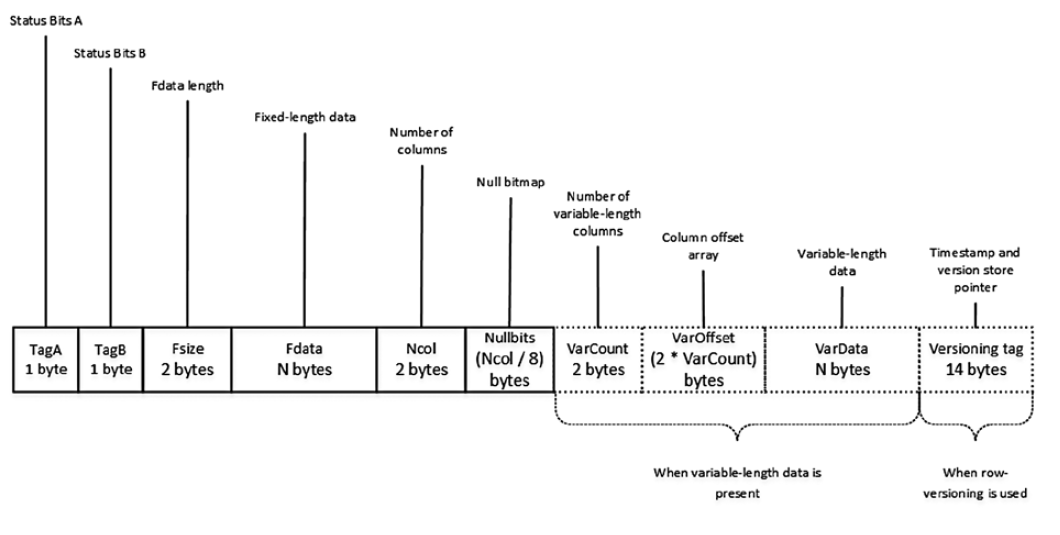 Status Bits A
Status Bits B
Fdata length
Fixed-length data
Number of
columns
Null bitmap
Number of
variable-length
columns
Column offset
array
Variable-length
data
Timestamp and
version store
pointer
TagA
1 byte
TagB
1 byte
Fsize
2 bytes
Fdata
N bytes
Ncol
2 bytes
Nullbits
(Ncol / 8)
bytes
VarCount
2 bytes
VarOffset
(2 * VarCount)
bytes
VarData
N bytes
Versioning tag
14 bytes
When variable-length data is
present
When row-
versioning is used